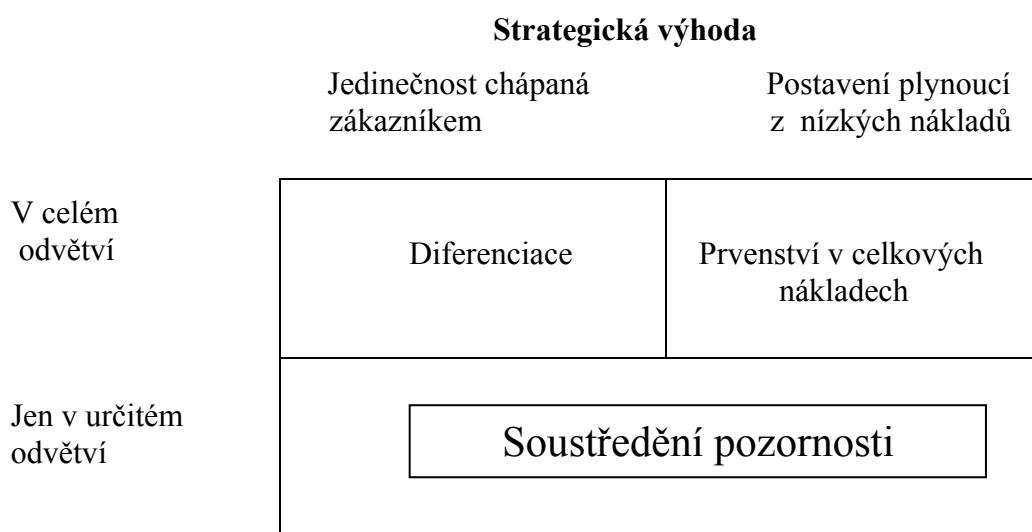 Strategická výhoda
Jedinečnost chápaná
zákazníkem
Postavení plynoucí
z nízkých nákladů
V celém
odvětví
Diferenciace
Prvenství v celkových
nákladech
Jen v určitém
odvětví
Soustředění pozornosti